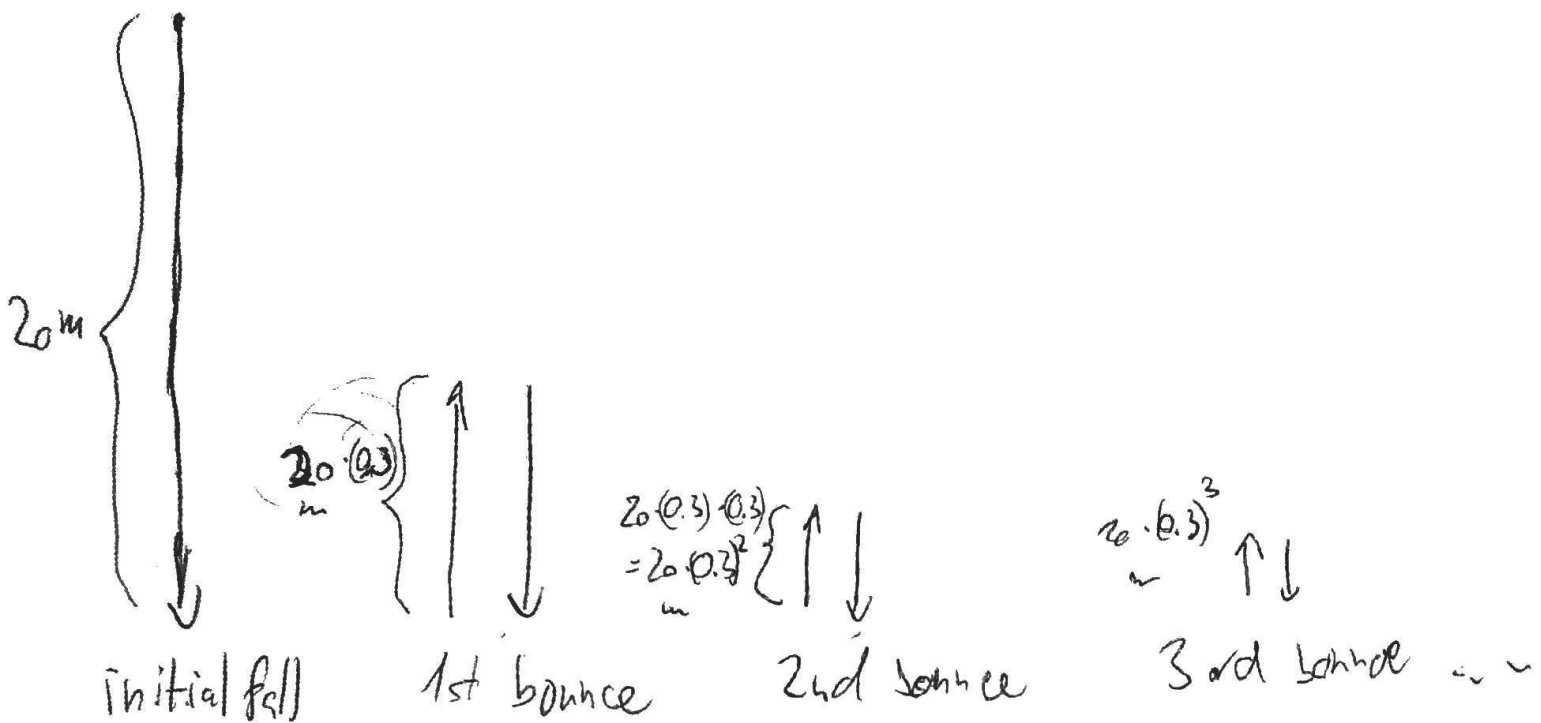 20 m
20 · (0.3)
m
20 · (0.3) · (0.3)
= 20 · (0.3)²
m
20 · (0.3)³
m
initial fall
1st bounce
2nd bounce
3rd bounce ...